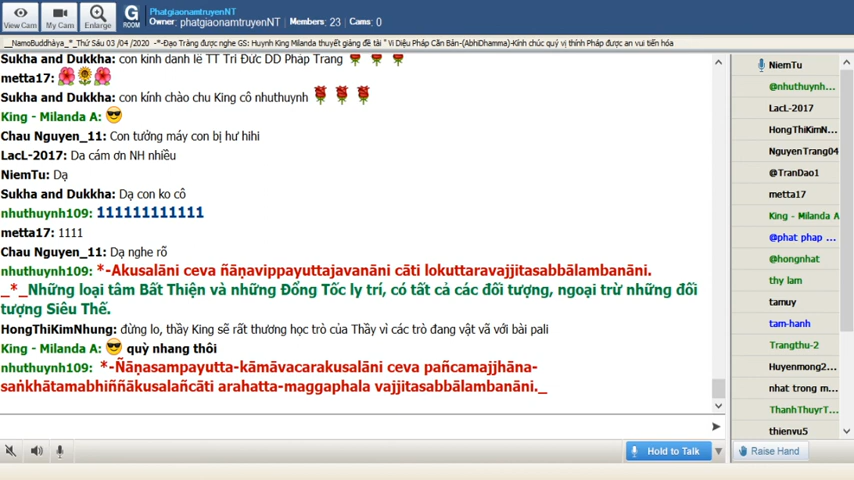 View Cam
My Cam
Enlarge
G
ROOM
PhatgiaonamtruyenNT
Owner: phatgiaonamtruyenNT | Members: 23 | Cams: 0
__NamoBuddhàya_*_Thứ Sáu 03 /04 /2020 -*-Đạo Tràng được nghe GS: Huynh King Milanda thuyết giảng đề tài " Vi Diệu Pháp Căn Bản-(AbhiDhamma)-Kính chúc quý vị thính Pháp được an vui tiến hóa
Sukha and Dukkha: con kính đảnh lễ TT Trí Đức DD Pháp Trang
metta17:
Sukha and Dukkha: con kính chào chu King cô nhuthuynh
King - Milanda A:
Chau Nguyen_11: Con tưởng máy con bị hư hihi
LacL-2017: Da cám ơn NH nhiều
NiemTu: Dạ
Sukha and Dukkha: Dạ con ko cô
nhuthuynh109: 111111111111
metta17: 1111
Chau Nguyen_11: Dạ nghe rõ
nhuthuynh109: *-Akusalāni ceva ñāṇavippayuttajavanāni cāti lokuttaravajjitasabbālambanāni.
_*_Những loại tâm Bất Thiện và những Đổng Tốc ly trí, có tất cả các đối tượng, ngoại trừ những đối
tượng Siêu Thế.
HongThiKimNhung: đừng lo, thầy King sẽ rất thương học trò của Thầy vì các trò đang vật vã với bài pali
King - Milanda A: quỳ nhang thôi
nhuthuynh109: *-Ñāṇasampayutta-kāmāvacarakusalāni ceva pañcamajjhāna-
saṅkhātamabhiññākusalañcāti arahatta-maggaphala vajjitasabbālambanāni._
NiemTu
@nhuthuynh...
LacL-2017
HongThiKimN...
NguyenTrang04
@TranDao1
metta17
King - Milanda A
@phat phap ...
@hongnhat
thy lam
tamuy
tam-hanh
Trangthu-2
Huyenmong2...
nhat trong m...
ThanhThuyrT...
thienvu5
Hold to Talk
Raise Hand